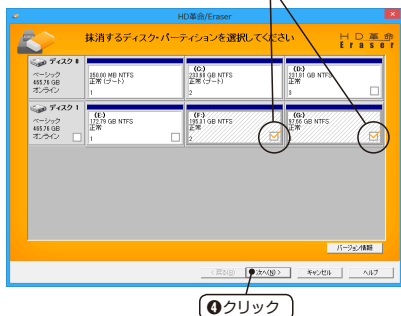 HD革命/Eraser
抹消するディスク・パーティションを選択してください
HD革命
Eraser
ディスク 0
ベーシック
465.76 GB
オンライン
350.00 MB NTFS
正常 (ブート)
1
(C:)
233.68 GB NTFS
正常 (ブート)
2
(D:)
231.81 GB NTFS
正常
3
ディスク 1
ベーシック
465.76 GB
オンライン
(E:)
172.79 GB NTFS
正常
1
(F:)
195.31 GB NTFS
正常
2
(G:)
97.66 GB NTFS
正常
バージョン情報
< 戻る(B)
次へ(N) >
キャンセル
ヘルプ
❹クリック